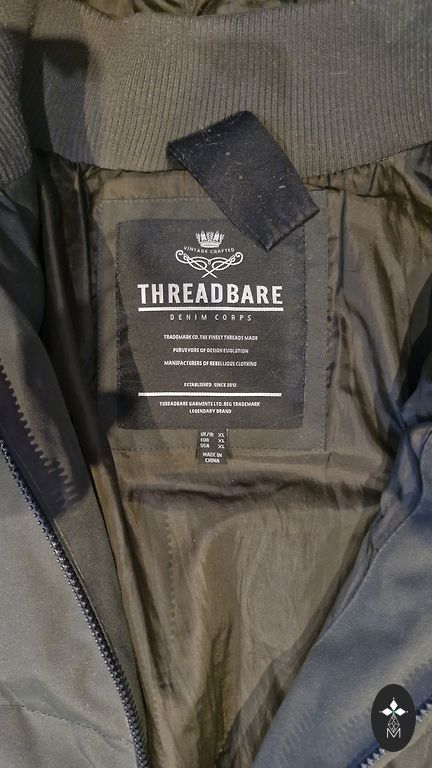 VINTAGE CRAFTED
THREADBARE
DENIM CORPS
TRADEMARK CO. THE FINEST THREADS MADE
PURVEYORS OF DESIGN EVOLUTION
MANUFACTURERS OF REBELLIOUS CLOTHING
ESTABLISHED SINCE 2012
THREADBARE GARMENTS LTD. REG TRADEMARK
LEGENDARY BRAND
UK/IR XL
EUR XL
USA XL
MADE IN
CHINA
M